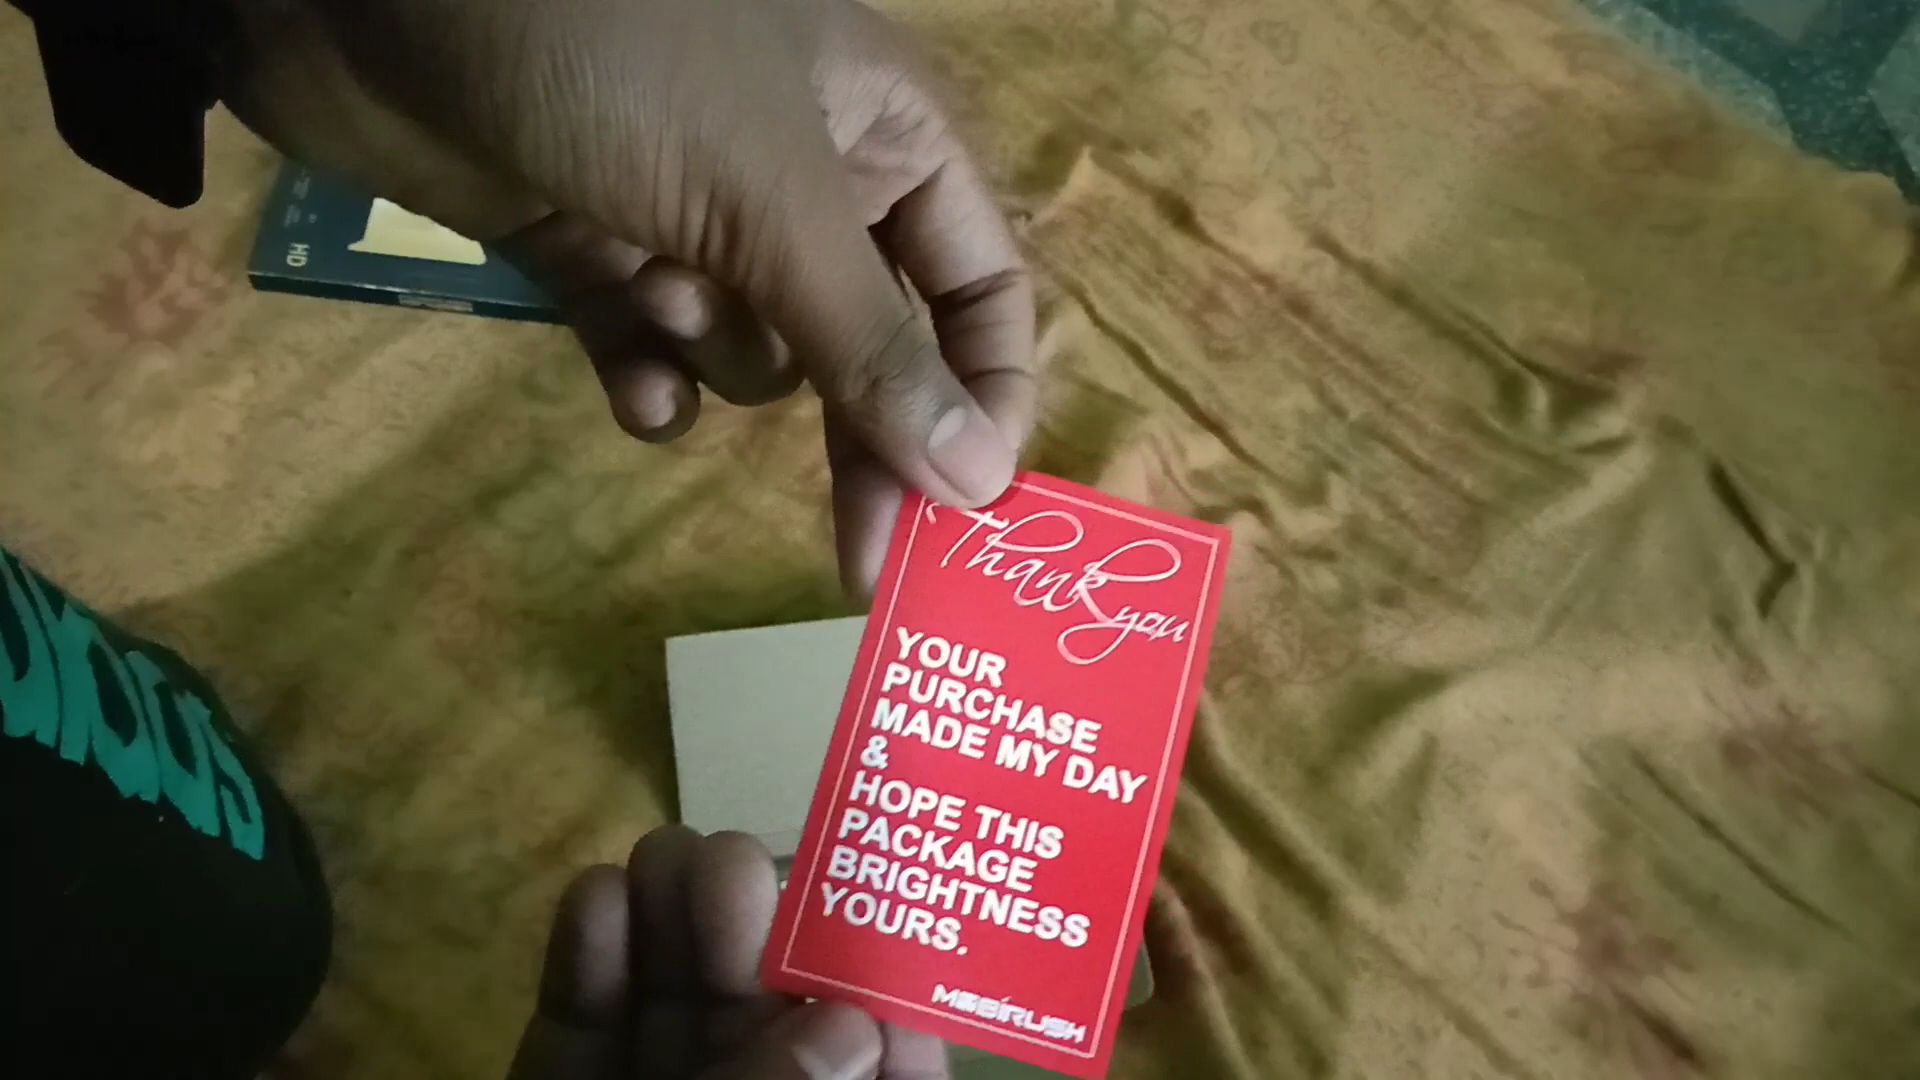 HD
Thank you
YOUR
PURCHASE
MADE MY DAY
&
HOPE THIS
PACKAGE
BRIGHTNESS
YOURS.
MOBIRUSH